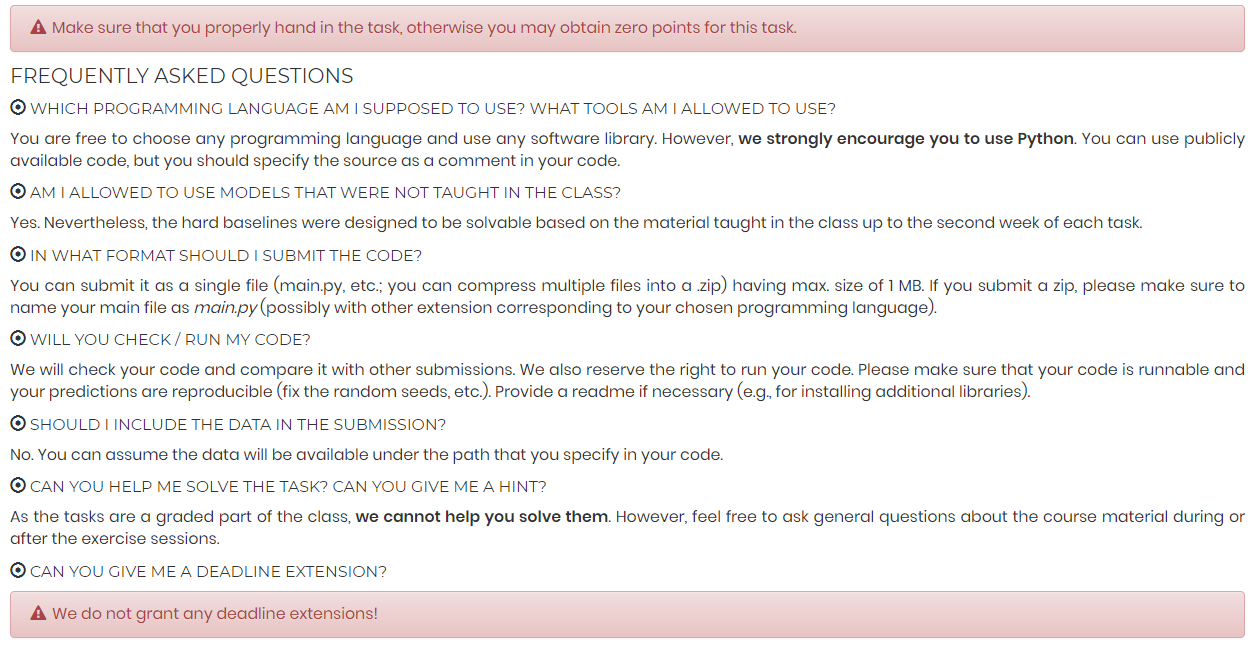 Make sure that you properly hand in the task, otherwise you may obtain zero points for this task.
FREQUENTLY ASKED QUESTIONS
WHICH PROGRAMMING LANGUAGE AM I SUPPOSED TO USE? WHAT TOOLS AM I ALLOWED TO USE?
You are free to choose any programming language and use any software library. However, we strongly encourage you to use Python. You can use publicly
available code, but you should specify the source as a comment in your code.
AM I ALLOWED TO USE MODELS THAT WERE NOT TAUGHT IN THE CLASS?
Yes. Nevertheless, the hard baselines were designed to be solvable based on the material taught in the class up to the second week of each task.
IN WHAT FORMAT SHOULD I SUBMIT THE CODE?
You can submit it as a single file (main.py, etc.; you can compress multiple files into a .zip) having max. size of 1 MB. If you submit a zip, please make sure to
name your main file as main.py (possibly with other extension corresponding to your chosen programming language).
WILL YOU CHECK / RUN MY CODE?
We will check your code and compare it with other submissions. We also reserve the right to run your code. Please make sure that your code is runnable and
your predictions are reproducible (fix the random seeds, etc.). Provide a readme if necessary (e.g., for installing additional libraries).
SHOULD I INCLUDE THE DATA IN THE SUBMISSION?
No. You can assume the data will be available under the path that you specify in your code.
CAN YOU HELP ME SOLVE THE TASK? CAN YOU GIVE ME A HINT?
As the tasks are a graded part of the class, we cannot help you solve them. However, feel free to ask general questions about the course material during or
after the exercise sessions.
CAN YOU GIVE ME A DEADLINE EXTENSION?
We do not grant any deadline extensions!